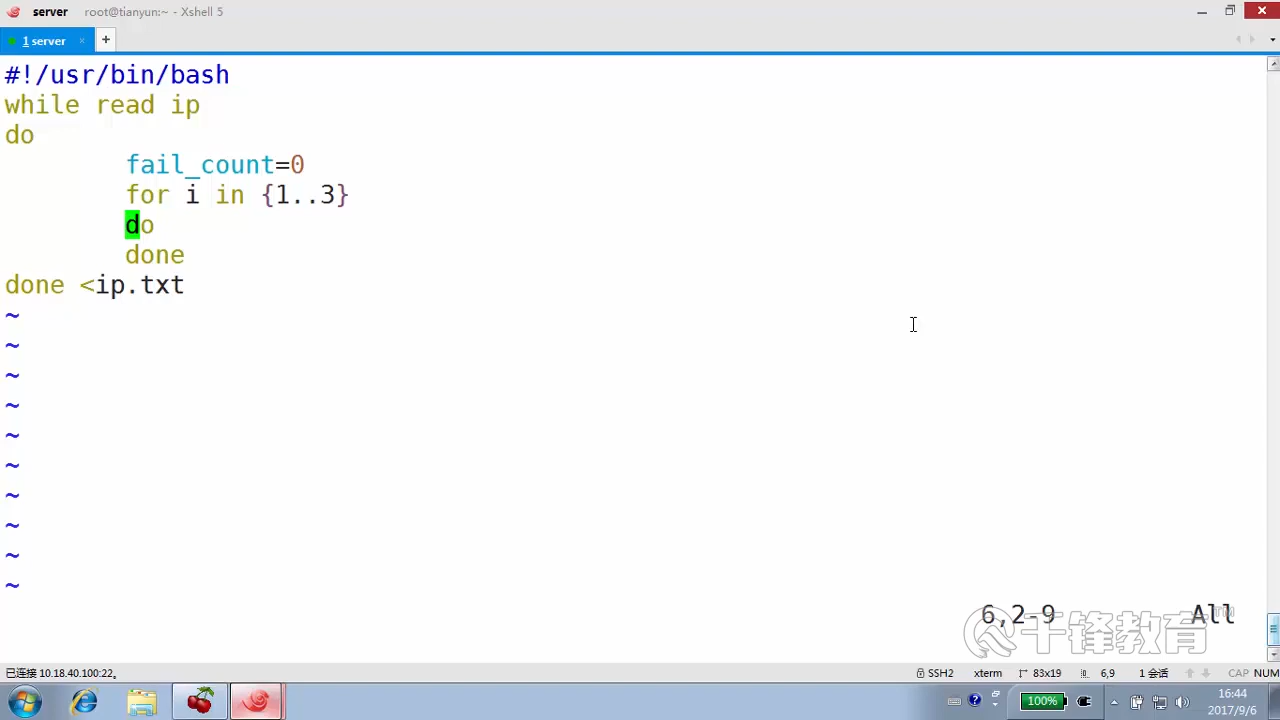 server root@tianyun:~ - Xshell 5
1 server × +
#!/usr/bin/bash
while read ip
do
fail_count=0
for i in {1..3}
do
done
done <ip.txt
~
~
~
~
~
~
~
~
~
~
6,2-9 All
千锋教育 TM
已连接 10.18.40.100:22。 SSH2 xterm 83x19 6,9 1 会话 CAP NUM
100% 16:44
2017/9/6